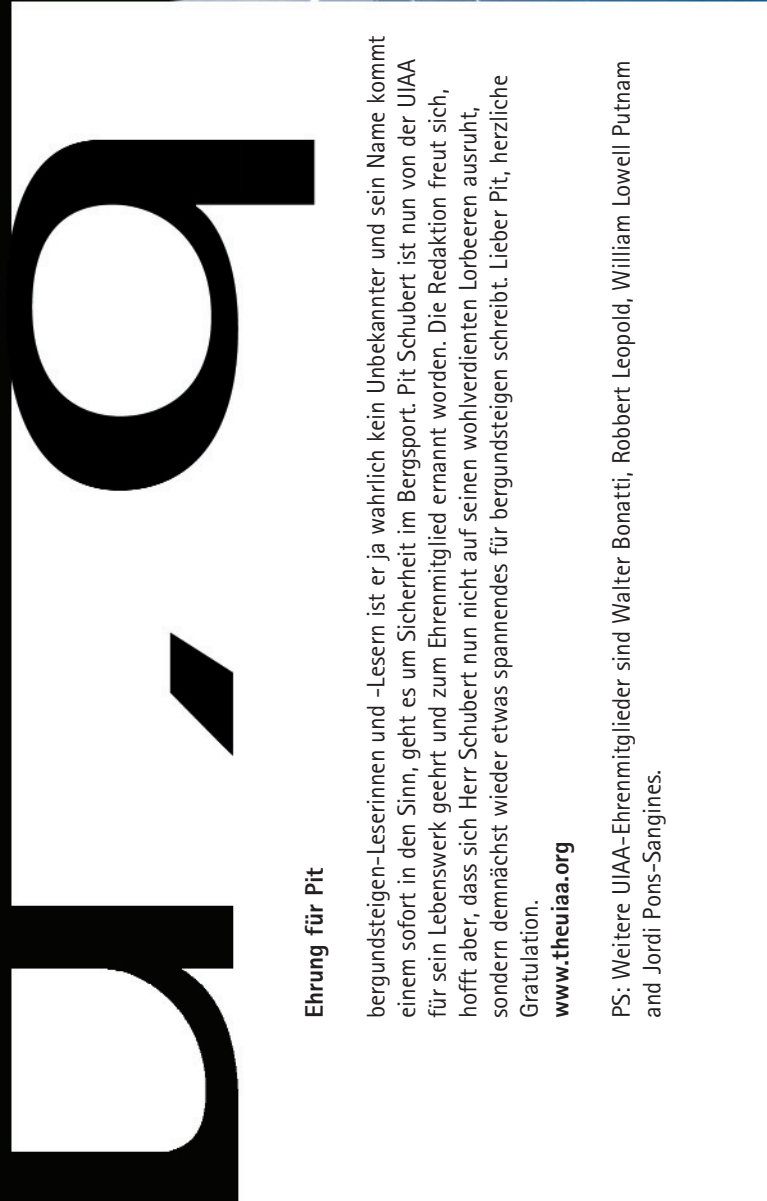 Ehrung für Pit
bergundsteigen-Leserinnen und -Lesern ist er ja wahrlich kein Unbekannter und sein Name kommt
einem sofort in den Sinn, geht es um Sicherheit im Bergsport. Pit Schubert ist nun von der UIAA
für sein Lebenswerk geehrt und zum Ehrenmitglied ernannt worden. Die Redaktion freut sich,
hofft aber, dass sich Herr Schubert nun nicht auf seinen wohlverdienten Lorbeeren ausruht,
sondern demnächst wieder etwas spannendes für bergundsteigen schreibt. Lieber Pit, herzliche
Gratulation.
www.theuiaa.org
PS: Weitere UIAA-Ehrenmitglieder sind Walter Bonatti, Robbert Leopold, William Lowell Putnam
and Jordi Pons-Sangines.